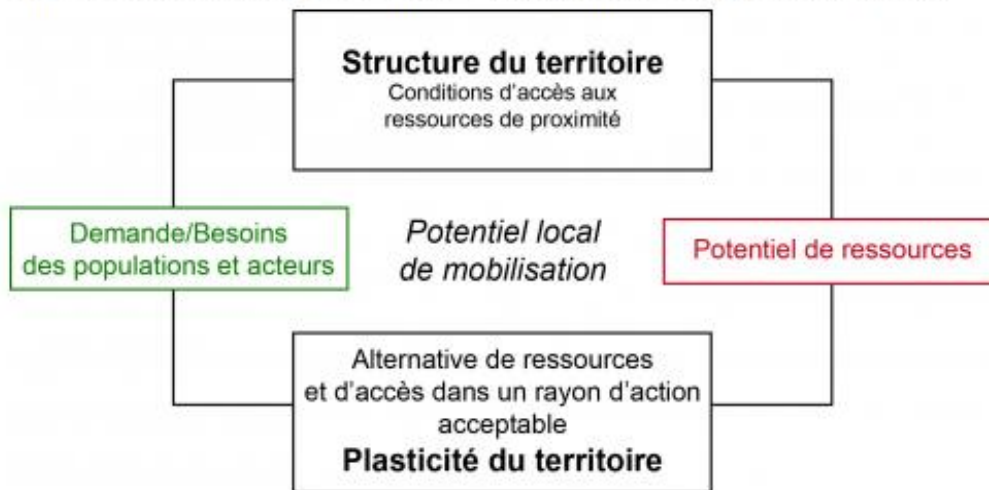 Structure du territoire
Conditions d'accès aux
ressources de proximité
Demande/Besoins
des populations et acteurs
Potentiel local
de mobilisation
Potentiel de ressources
Alternative de ressources
et d'accès dans un rayon d'action
acceptable
Plasticité du territoire